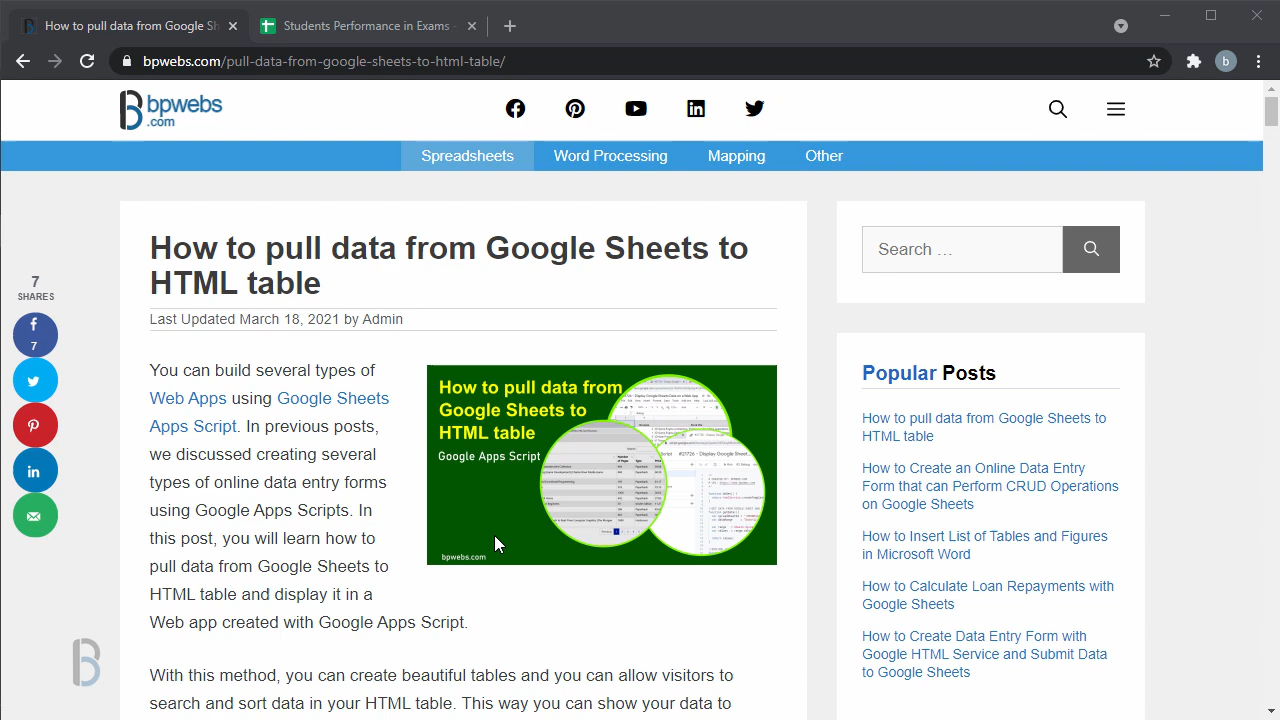 How to pull data from Google Sh
Students Performance in Exams
b
bpwebs.com/pull-data-from-google-sheets-to-html-table/
bpwebs
.com
Spreadsheets
Word Processing
Mapping
Other
How to pull data from Google Sheets to
HTML table
Last Updated March 18, 2021 by Admin
7
SHARES
7
You can build several types of
Web Apps using Google Sheets
Apps Script. In previous posts,
we discussed creating several
types of online data entry forms
using Google Apps Scripts. In
this post, you will learn how to
pull data from Google Sheets to
HTML table and display it in a
Web app created with Google Apps Script.
How to pull data from
Google Sheets to
HTML table
Google Apps Script
bpwebs.com
With this method, you can create beautiful tables and you can allow visitors to
search and sort data in your HTML table. This way you can show your data to
Search …
Popular Posts
How to pull data from Google Sheets to
HTML table
How to Create an Online Data Entry
Form that can Perform CRUD Operations
on Google Sheets
How to Insert List of Tables and Figures
in Microsoft Word
How to Calculate Loan Repayments with
Google Sheets
How to Create Data Entry Form with
Google HTML Service and Submit Data
to Google Sheets